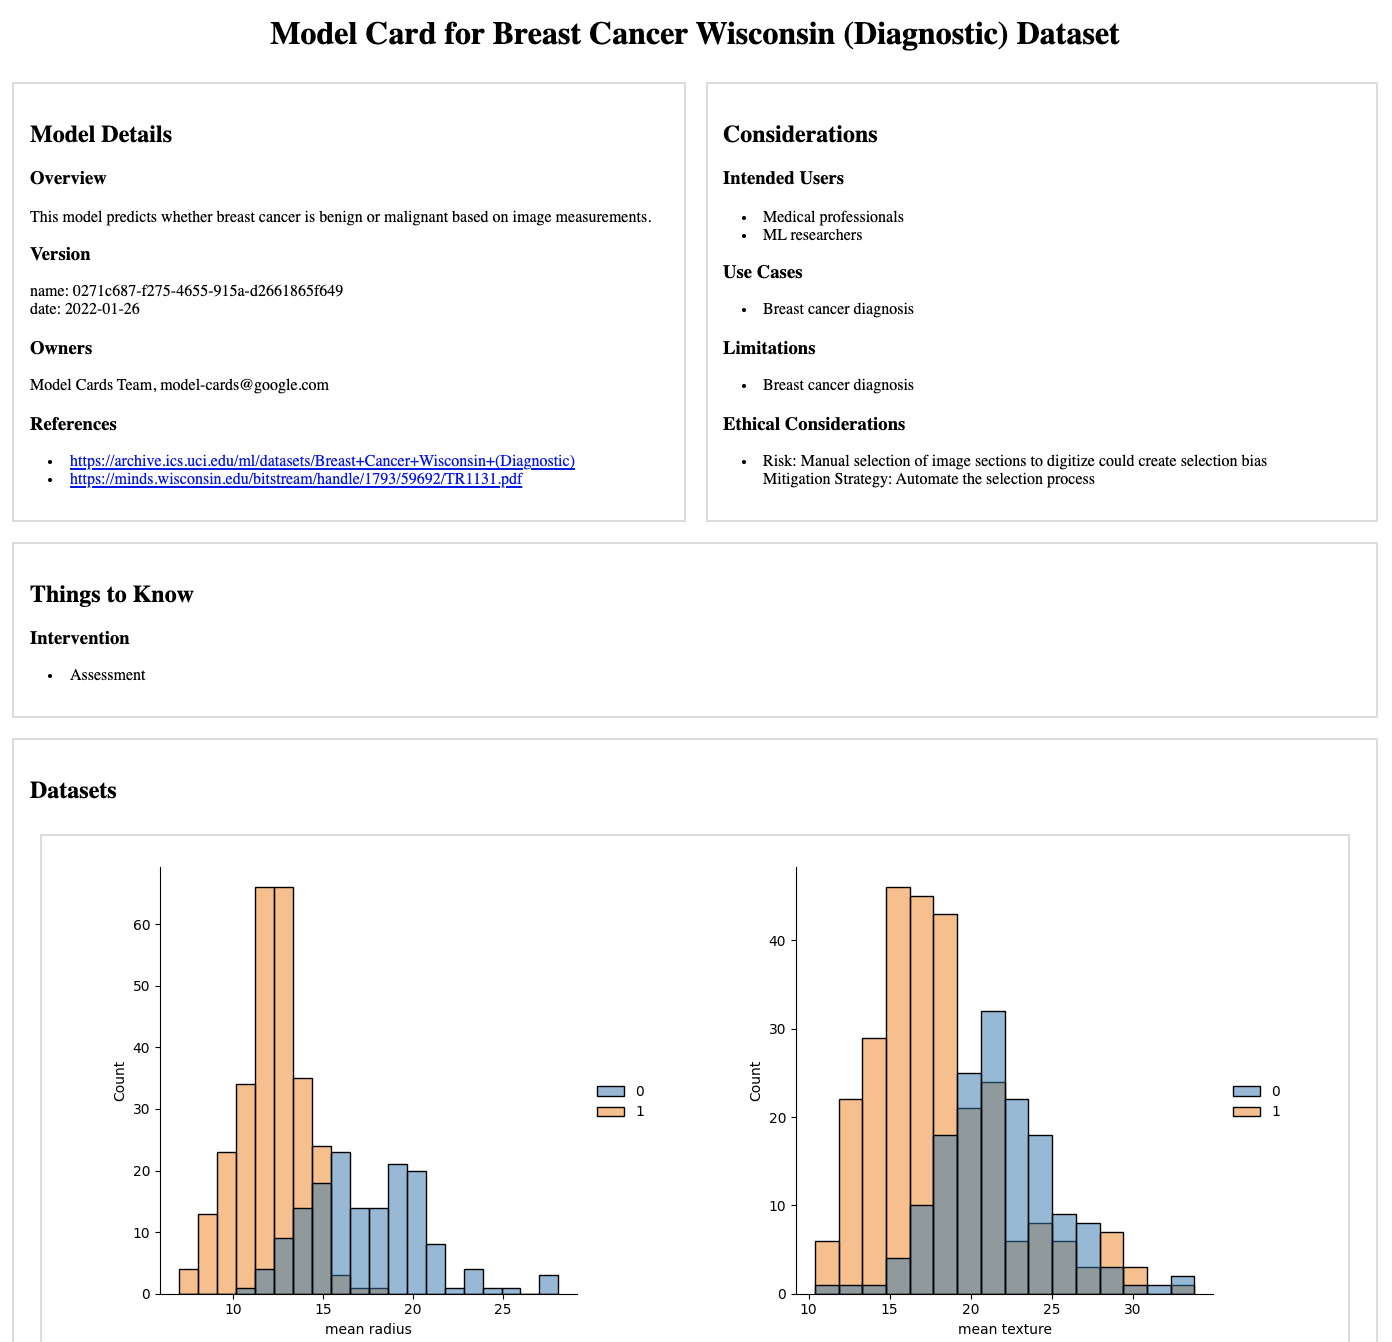 Model Card for Breast Cancer Wisconsin (Diagnostic) Dataset
Model Details
Overview
This model predicts whether breast cancer is benign or malignant based on image measurements.
Version
name: 0271c687-f275-4655-915a-d2661865f649
date: 2022-01-26
Owners
Model Cards Team, model-cards@google.com
References
• https://archive.ics.uci.edu/ml/datasets/Breast+Cancer+Wisconsin+(Diagnostic)
• https://minds.wisconsin.edu/bitstream/handle/1793/59692/TR1131.pdf
Considerations
Intended Users
• Medical professionals
• ML researchers
Use Cases
• Breast cancer diagnosis
Limitations
• Breast cancer diagnosis
Ethical Considerations
• Risk: Manual selection of image sections to digitize could create selection bias
Mitigation Strategy: Automate the selection process
Things to Know
Intervention
• Assessment
Datasets
60
50
40
30
20
10
0
Count
10 15 20 25
mean radius
0
1
40
30
20
10
0
Count
10 15 20 25 30
mean texture
0
1